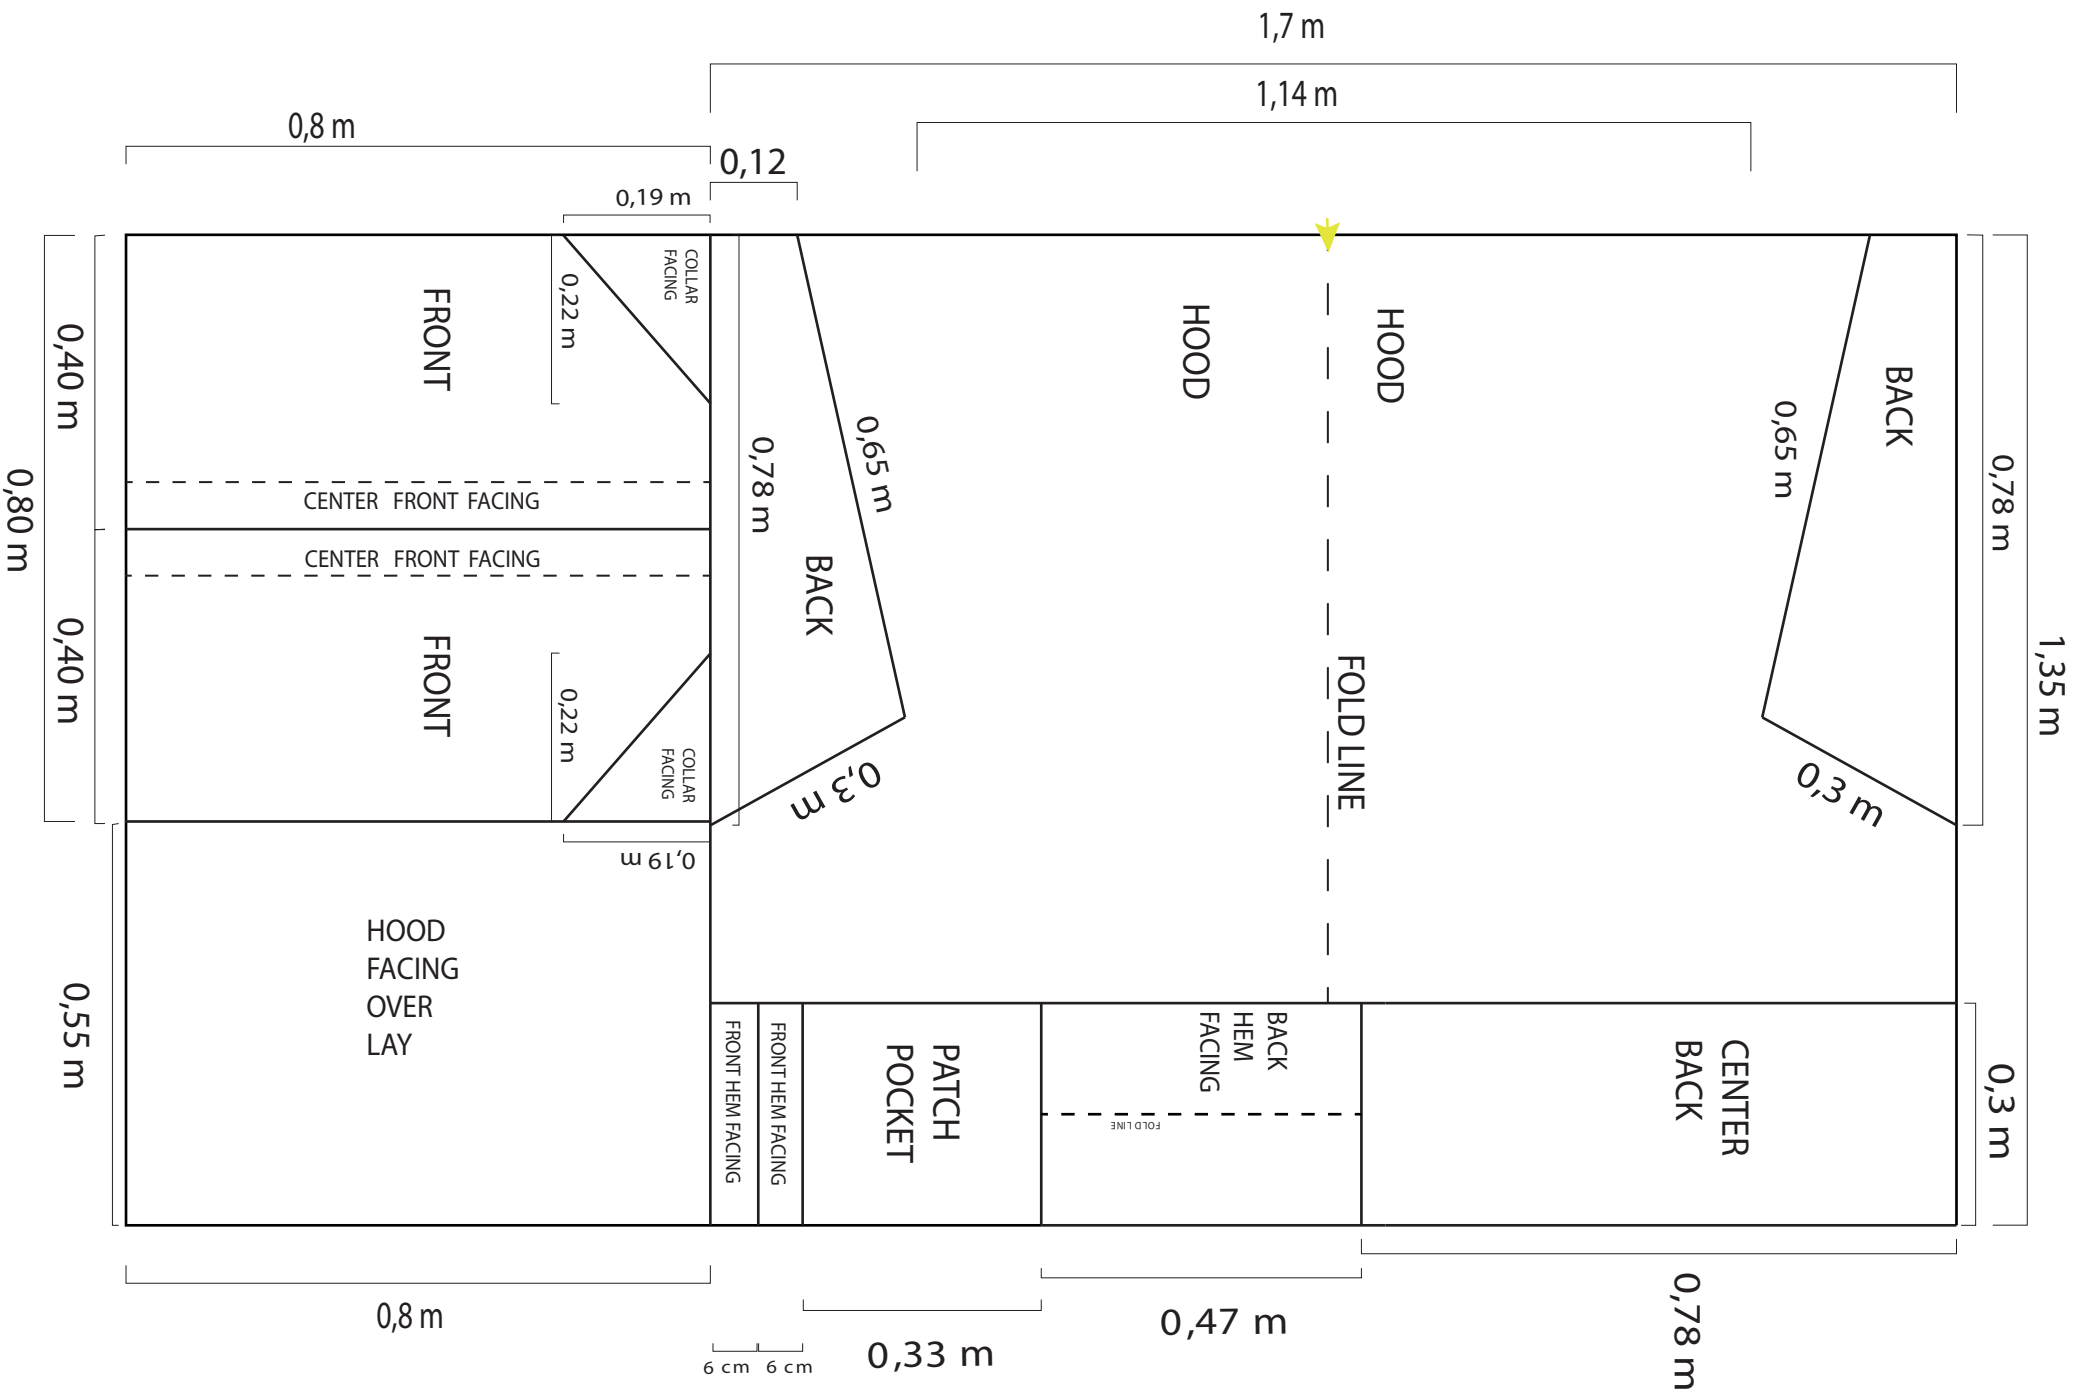 1,7 m
1,14 m
0,8 m
0,12
0,19 m
COLLAR
FACING
0,22 m
FRONT
0,40 m
0,80 m
CENTER FRONT FACING
CENTER FRONT FACING
0,40 m
FRONT
0,22 m
COLLAR
FACING
0,19 m
0,78 m
0,65 m
BACK
0,3 m
HOOD
HOOD
FOLD LINE
BACK
0,65 m
0,3 m
0,78 m
1,35 m
HOOD
FACING
OVER
LAY
0,55 m
FRONT HEM FACING
FRONT HEM FACING
PATCH
POCKET
BACK
HEM
FACING
FOLD LINE
CENTER
BACK
0,3 m
0,8 m
6 cm
6 cm
0,33 m
0,47 m
0,78 m